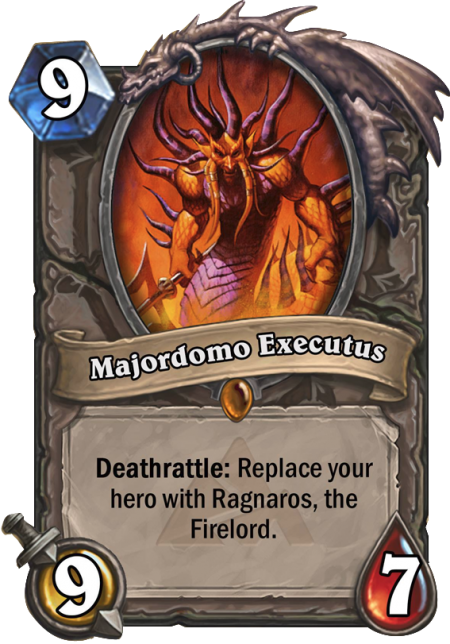 9
Majordomo Executus
Deathrattle: Replace your
hero with Ragnaros, the
Firelord.
9
7